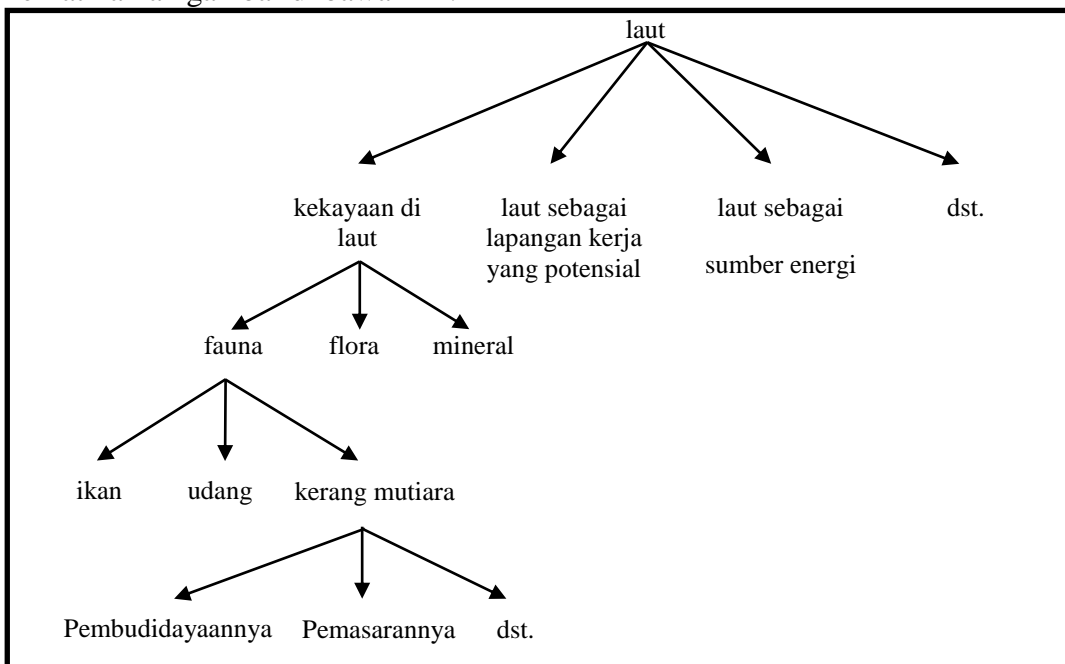 laut
kekayaan di
laut
laut sebagai
lapangan kerja
yang potensial
laut sebagai
sumber energi
dst.
fauna
flora
mineral
ikan
udang
kerang mutiara
Pembudidayaannya
Pemasarannya
dst.